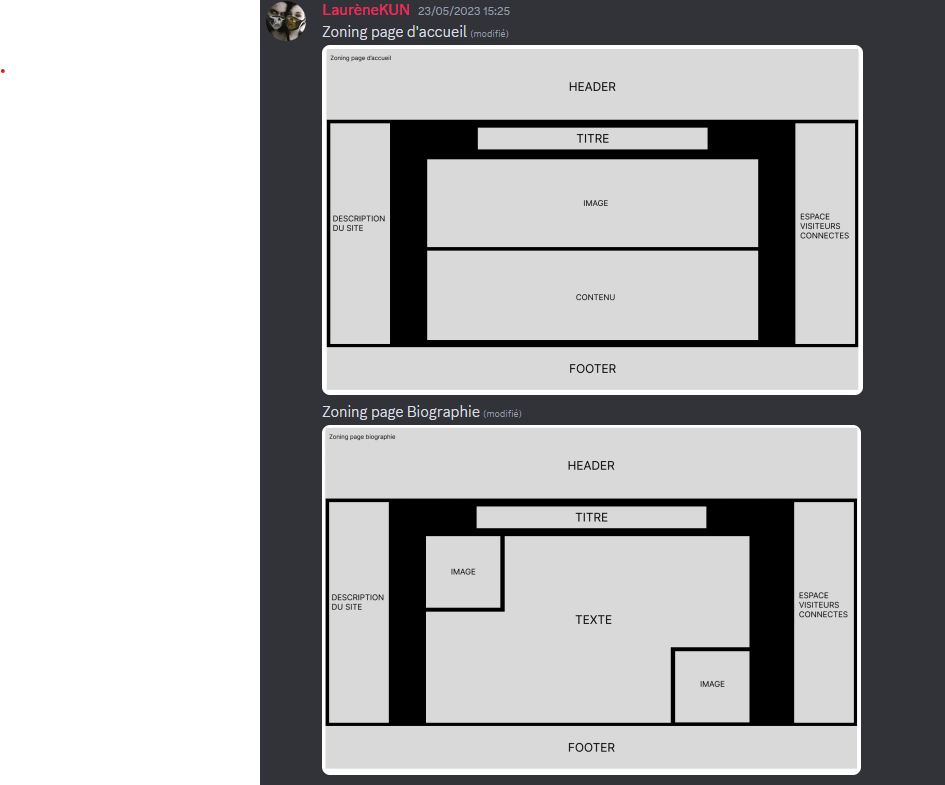 LaurèneKUN 23/05/2023 15:25
Zoning page d'accueil (modifié)
Zoning page d'accueil
HEADER
TITRE
IMAGE
DESCRIPTION
DU SITE
ESPACE
VISITEURS
CONNECTES
CONTENU
FOOTER
Zoning page Biographie (modifié)
Zoning page biographie
HEADER
TITRE
IMAGE
DESCRIPTION
DU SITE
TEXTE
ESPACE
VISITEURS
CONNECTES
IMAGE
FOOTER